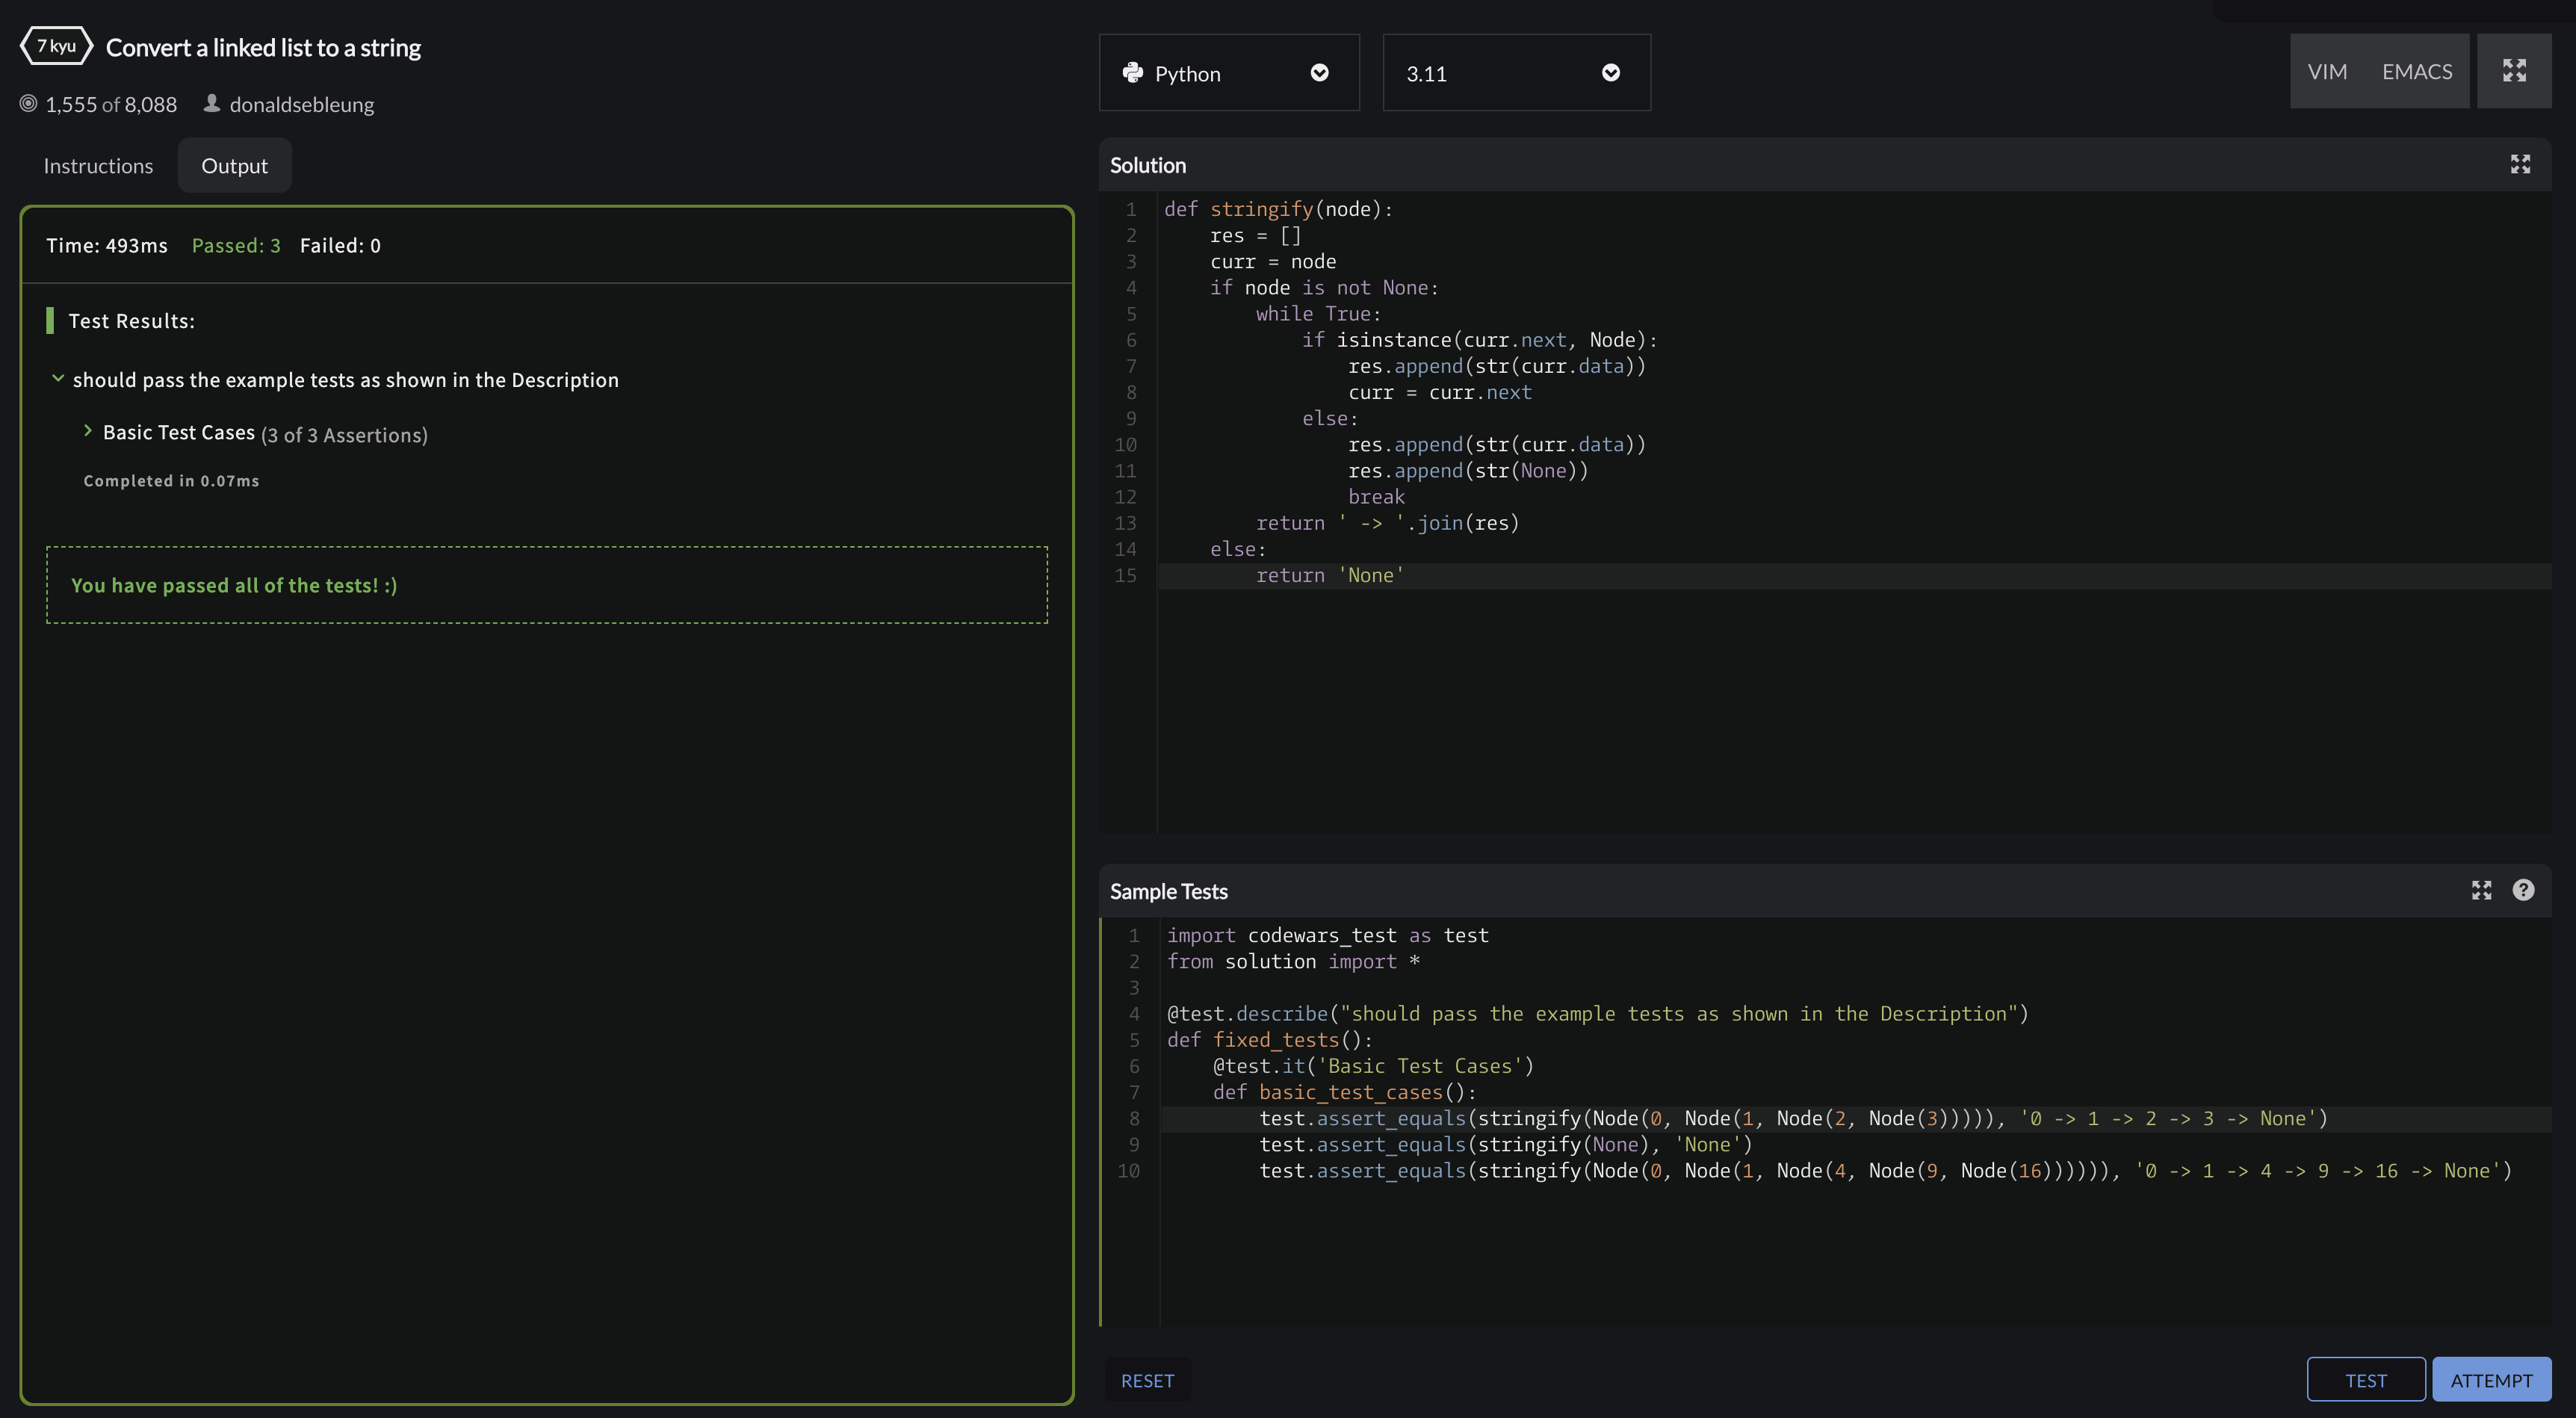 7 kyu Convert a linked list to a string
1,555 of 8,088 donaldsebleung
Instructions Output
Time: 493ms Passed: 3 Failed: 0
Test Results:
should pass the example tests as shown in the Description
Basic Test Cases (3 of 3 Assertions)
Completed in 0.07ms
You have passed all of the tests! :)
Python 3.11 VIM EMACS
Solution
1 def stringify(node):
2     res = []
3     curr = node
4     if node is not None:
5         while True:
6             if isinstance(curr.next, Node):
7                 res.append(str(curr.data))
8                 curr = curr.next
9             else:
10                 res.append(str(curr.data))
11                 res.append(str(None))
12                 break
13         return ' -> '.join(res)
14     else:
15         return 'None'
Sample Tests
1 import codewars_test as test
2 from solution import *
3
4 @test.describe("should pass the example tests as shown in the Description")
5 def fixed_tests():
6     @test.it('Basic Test Cases')
7     def basic_test_cases():
8         test.assert_equals(stringify(Node(0, Node(1, Node(2, Node(3))))), '0 -> 1 -> 2 -> 3 -> None')
9         test.assert_equals(stringify(None), 'None')
10         test.assert_equals(stringify(Node(0, Node(1, Node(4, Node(9, Node(16)))))), '0 -> 1 -> 4 -> 9 -> 16 -> None')
RESET TEST ATTEMPT